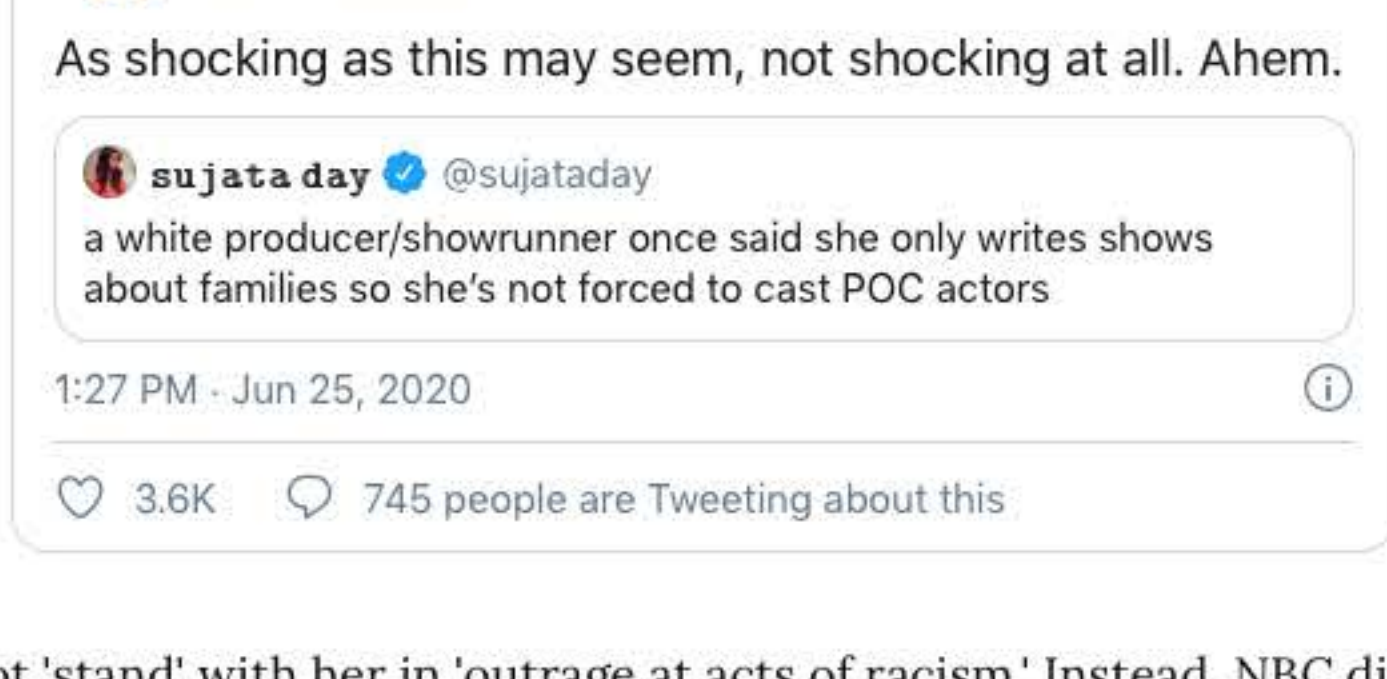 As shocking as this may seem, not shocking at all. Ahem.
sujata day @sujataday
a white producer/showrunner once said she only writes shows
about families so she's not forced to cast POC actors
1:27 PM · Jun 25, 2020
3.6K 745 people are Tweeting about this
'stand' with her in 'outrage at acts of racism.' Instead, NBC